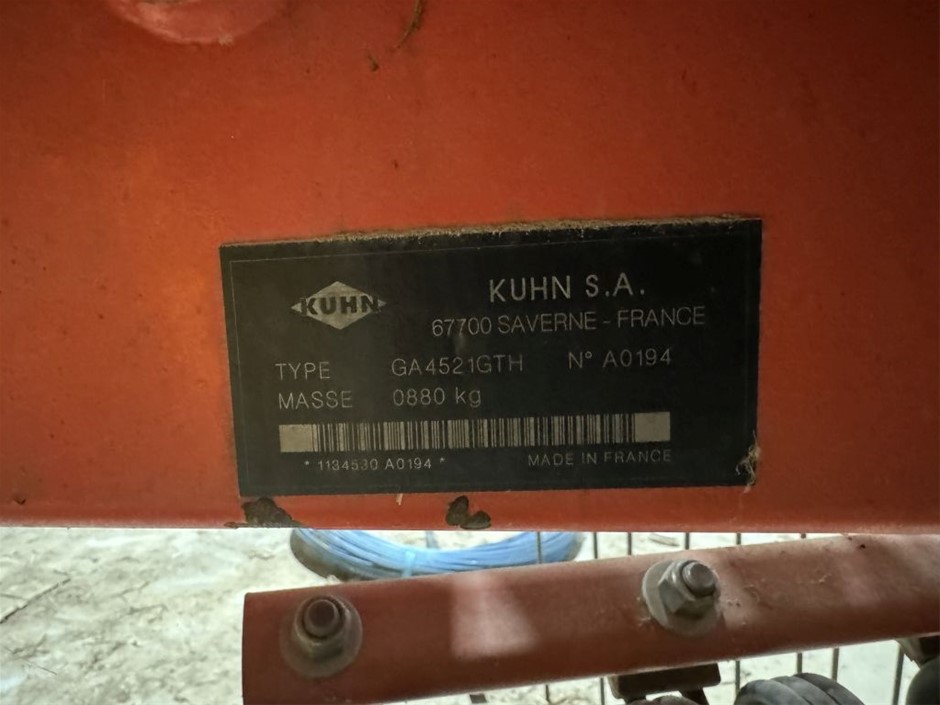 KUHN
KUHN S.A.
67700 SAVERNE - FRANCE
TYPE GA4521GTH N° A0194
MASSE 0880 kg
* 1134530 A0194 *
MADE IN FRANCE